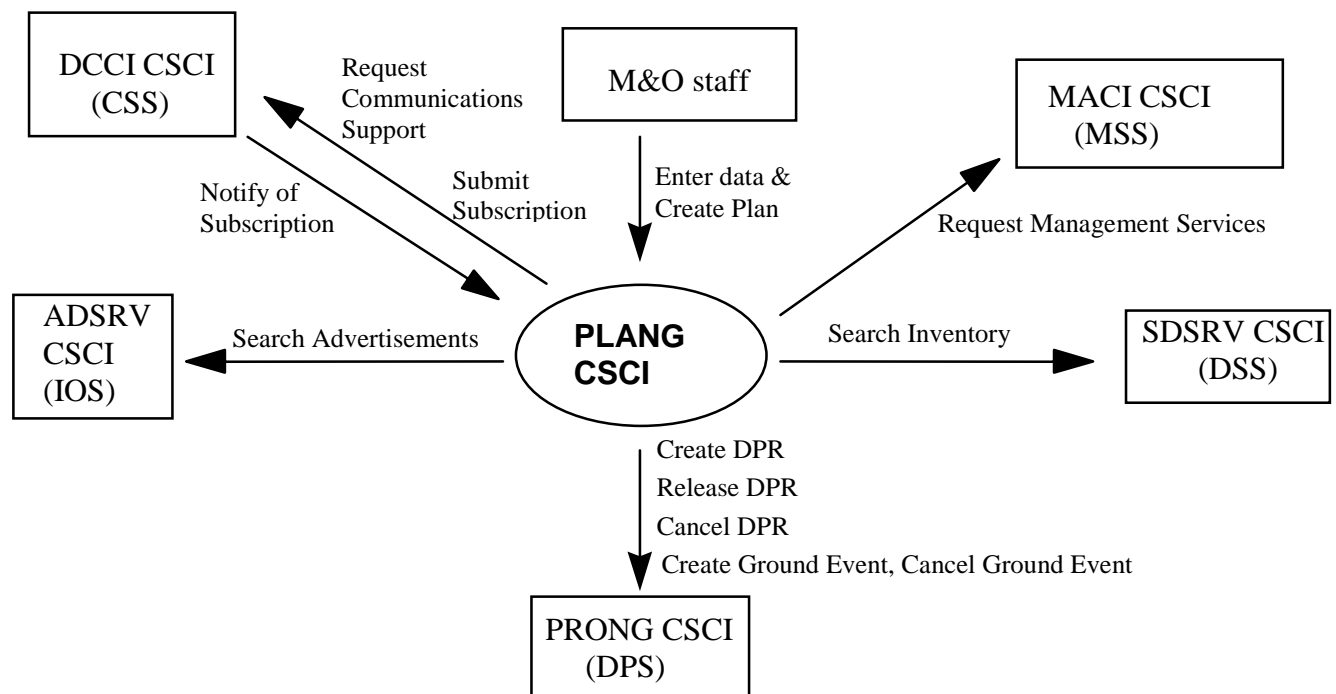 DCCI CSCI
(CSS)
Request
Communications
Support
M&O staff
MACI CSCI
(MSS)
Notify of
Subscription
Submit
Subscription
Enter data &
Create Plan
Request Management Services
ADSRV
CSCI
(IOS)
Search Advertisements
PLANG
CSCI
Search Inventory
SDSRV CSCI
(DSS)
Create DPR
Release DPR
Cancel DPR
Create Ground Event, Cancel Ground Event
PRONG CSCI
(DPS)